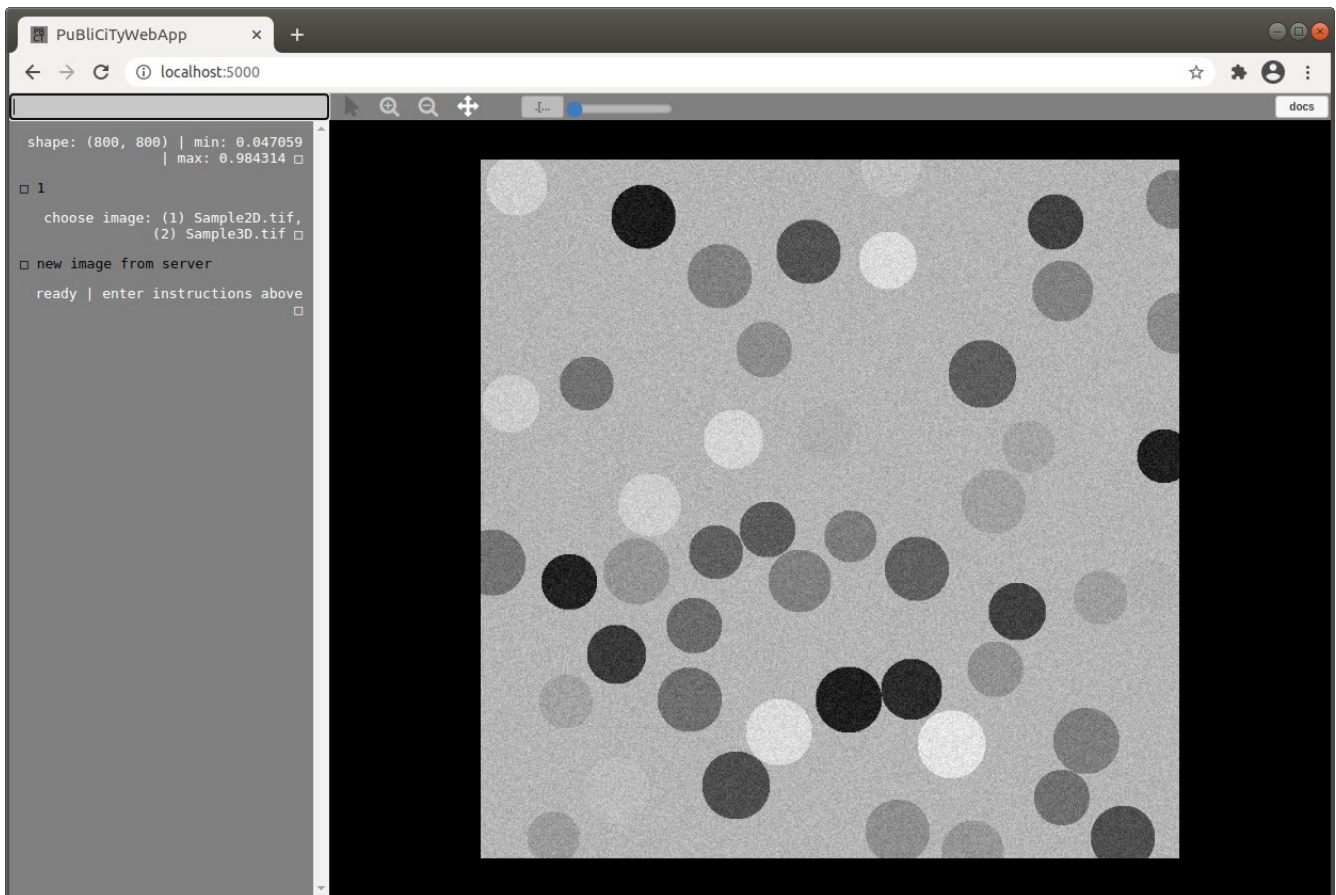 PuBliCiTyWebApp
localhost:5000
.[...
docs
shape: (800, 800) | min: 0.047059
| max: 0.984314 □
□ 1
choose image: (1) Sample2D.tif,
(2) Sample3D.tif □
□ new image from server
ready | enter instructions above
□